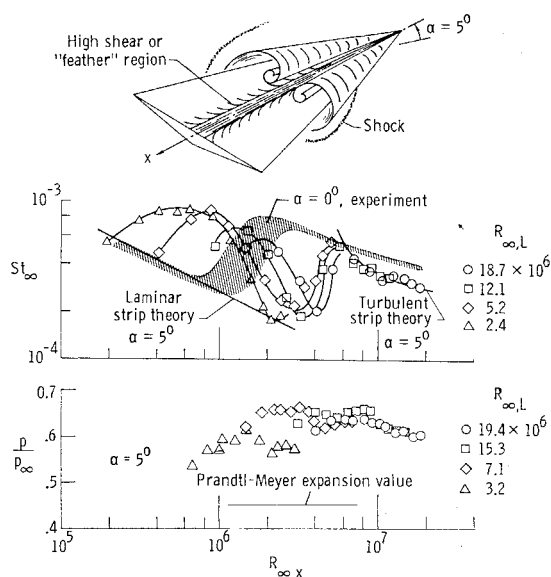 α = 5⁰
High shear or
"feather" region
x
Shock
10⁻³
St∞
10⁻⁴
α = 0⁰, experiment
Laminar
strip theory
α = 5⁰
Turbulent
strip theory
α = 5⁰
R∞,L
○ 18.7 × 10⁶
□ 12.1
◇ 5.2
△ 2.4
0.7
.6
.5
.4
p
p∞
α = 5⁰
Prandtl-Meyer expansion value
R∞,L
○ 19.4 × 10⁶
□ 15.3
◇ 7.1
△ 3.2
10⁵
10⁶
10⁷
R∞ x